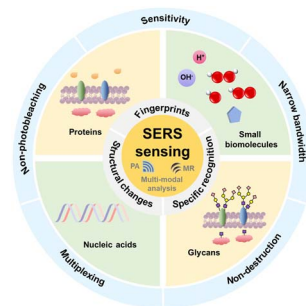 Sensitivity
Narrow bandwidth
Non-destruction
Multiplexing
Non-photobleaching
Fingerprints
Specific recognition
Structural changes
SERS
sensing
PA
MR
Multi-modal
analysis
Proteins
H⁺
OH⁻
Small
biomolecules
Nucleic acids
Glycans